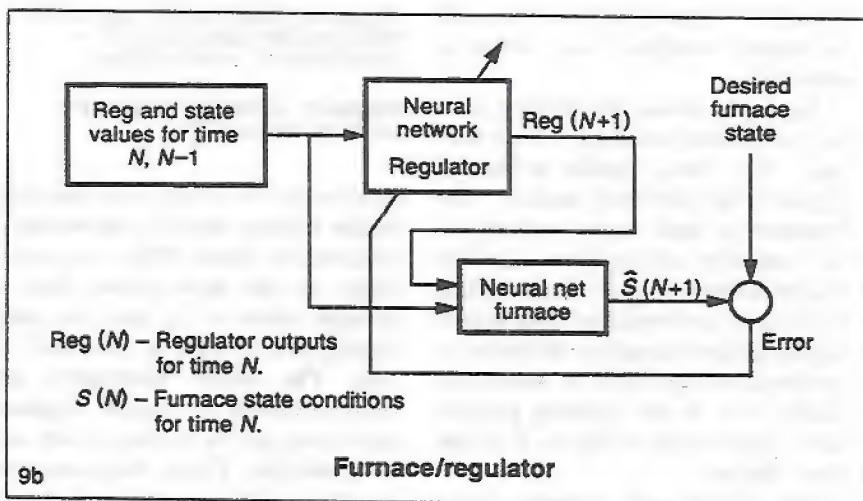 Reg and state
values for time
N, N–1
Neural
network
Regulator
Reg (N+1)
Desired
furnace
state
Neural net
furnace
Ŝ (N+1)
Error
Reg (N) – Regulator outputs
for time N.
S (N) – Furnace state conditions
for time N.
9b
Furnace/regulator